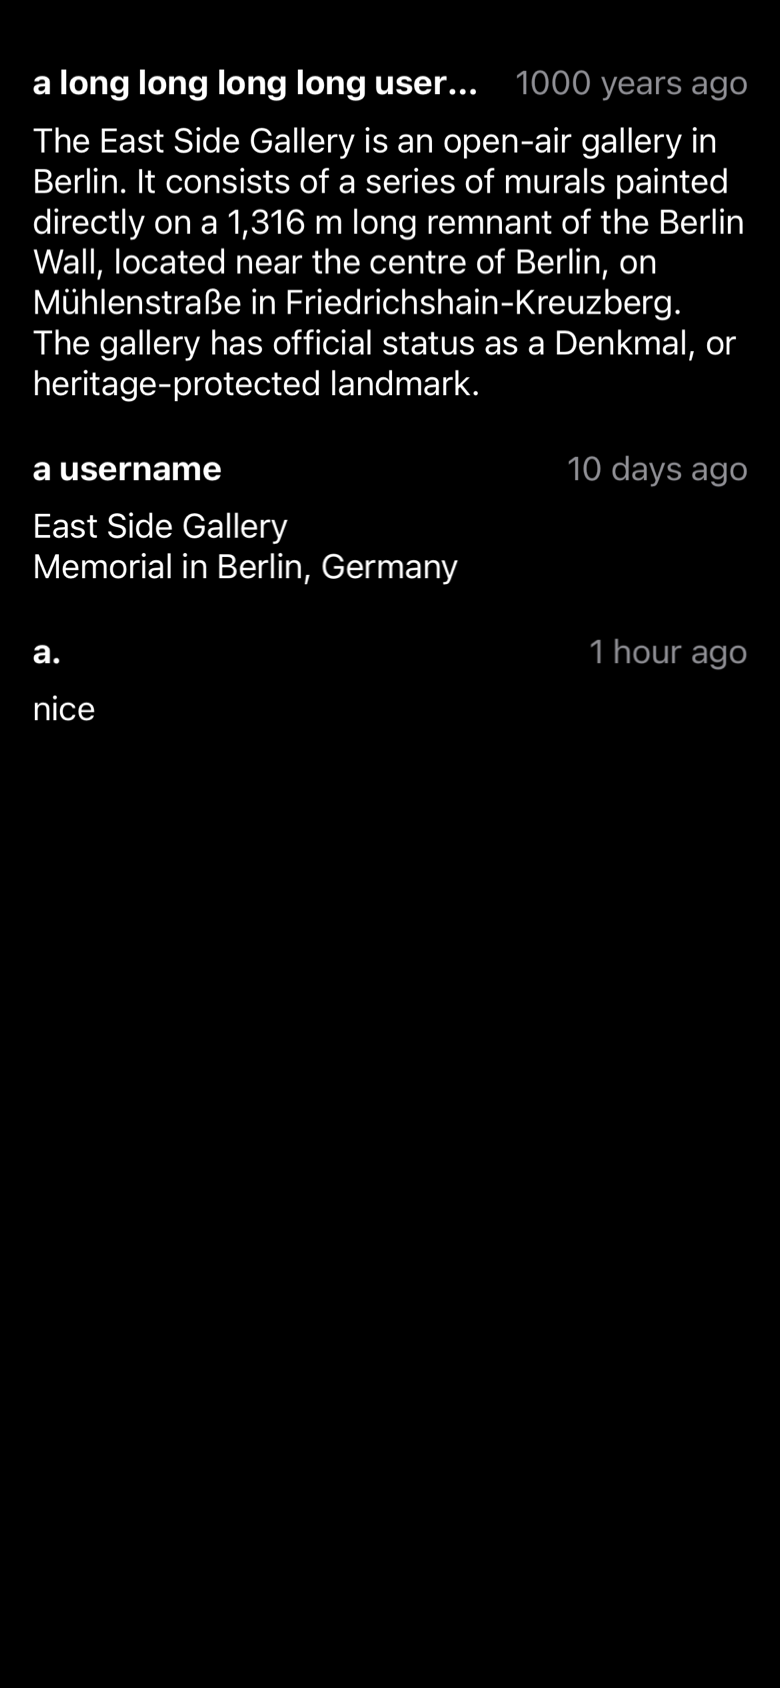 a long long long long user... 1000 years ago
The East Side Gallery is an open-air gallery in
Berlin. It consists of a series of murals painted
directly on a 1,316 m long remnant of the Berlin
Wall, located near the centre of Berlin, on
Mühlenstraße in Friedrichshain-Kreuzberg.
The gallery has official status as a Denkmal, or
heritage-protected landmark.
a username 10 days ago
East Side Gallery
Memorial in Berlin, Germany
a. 1 hour ago
nice